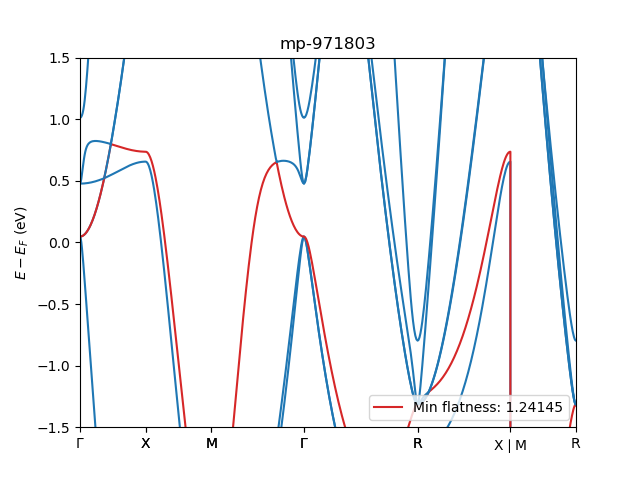 mp-971803
E − E_F (eV)
1.5
1.0
0.5
0.0
−0.5
−1.0
−1.5
Min flatness: 1.24145
Γ X M Γ R X | M R